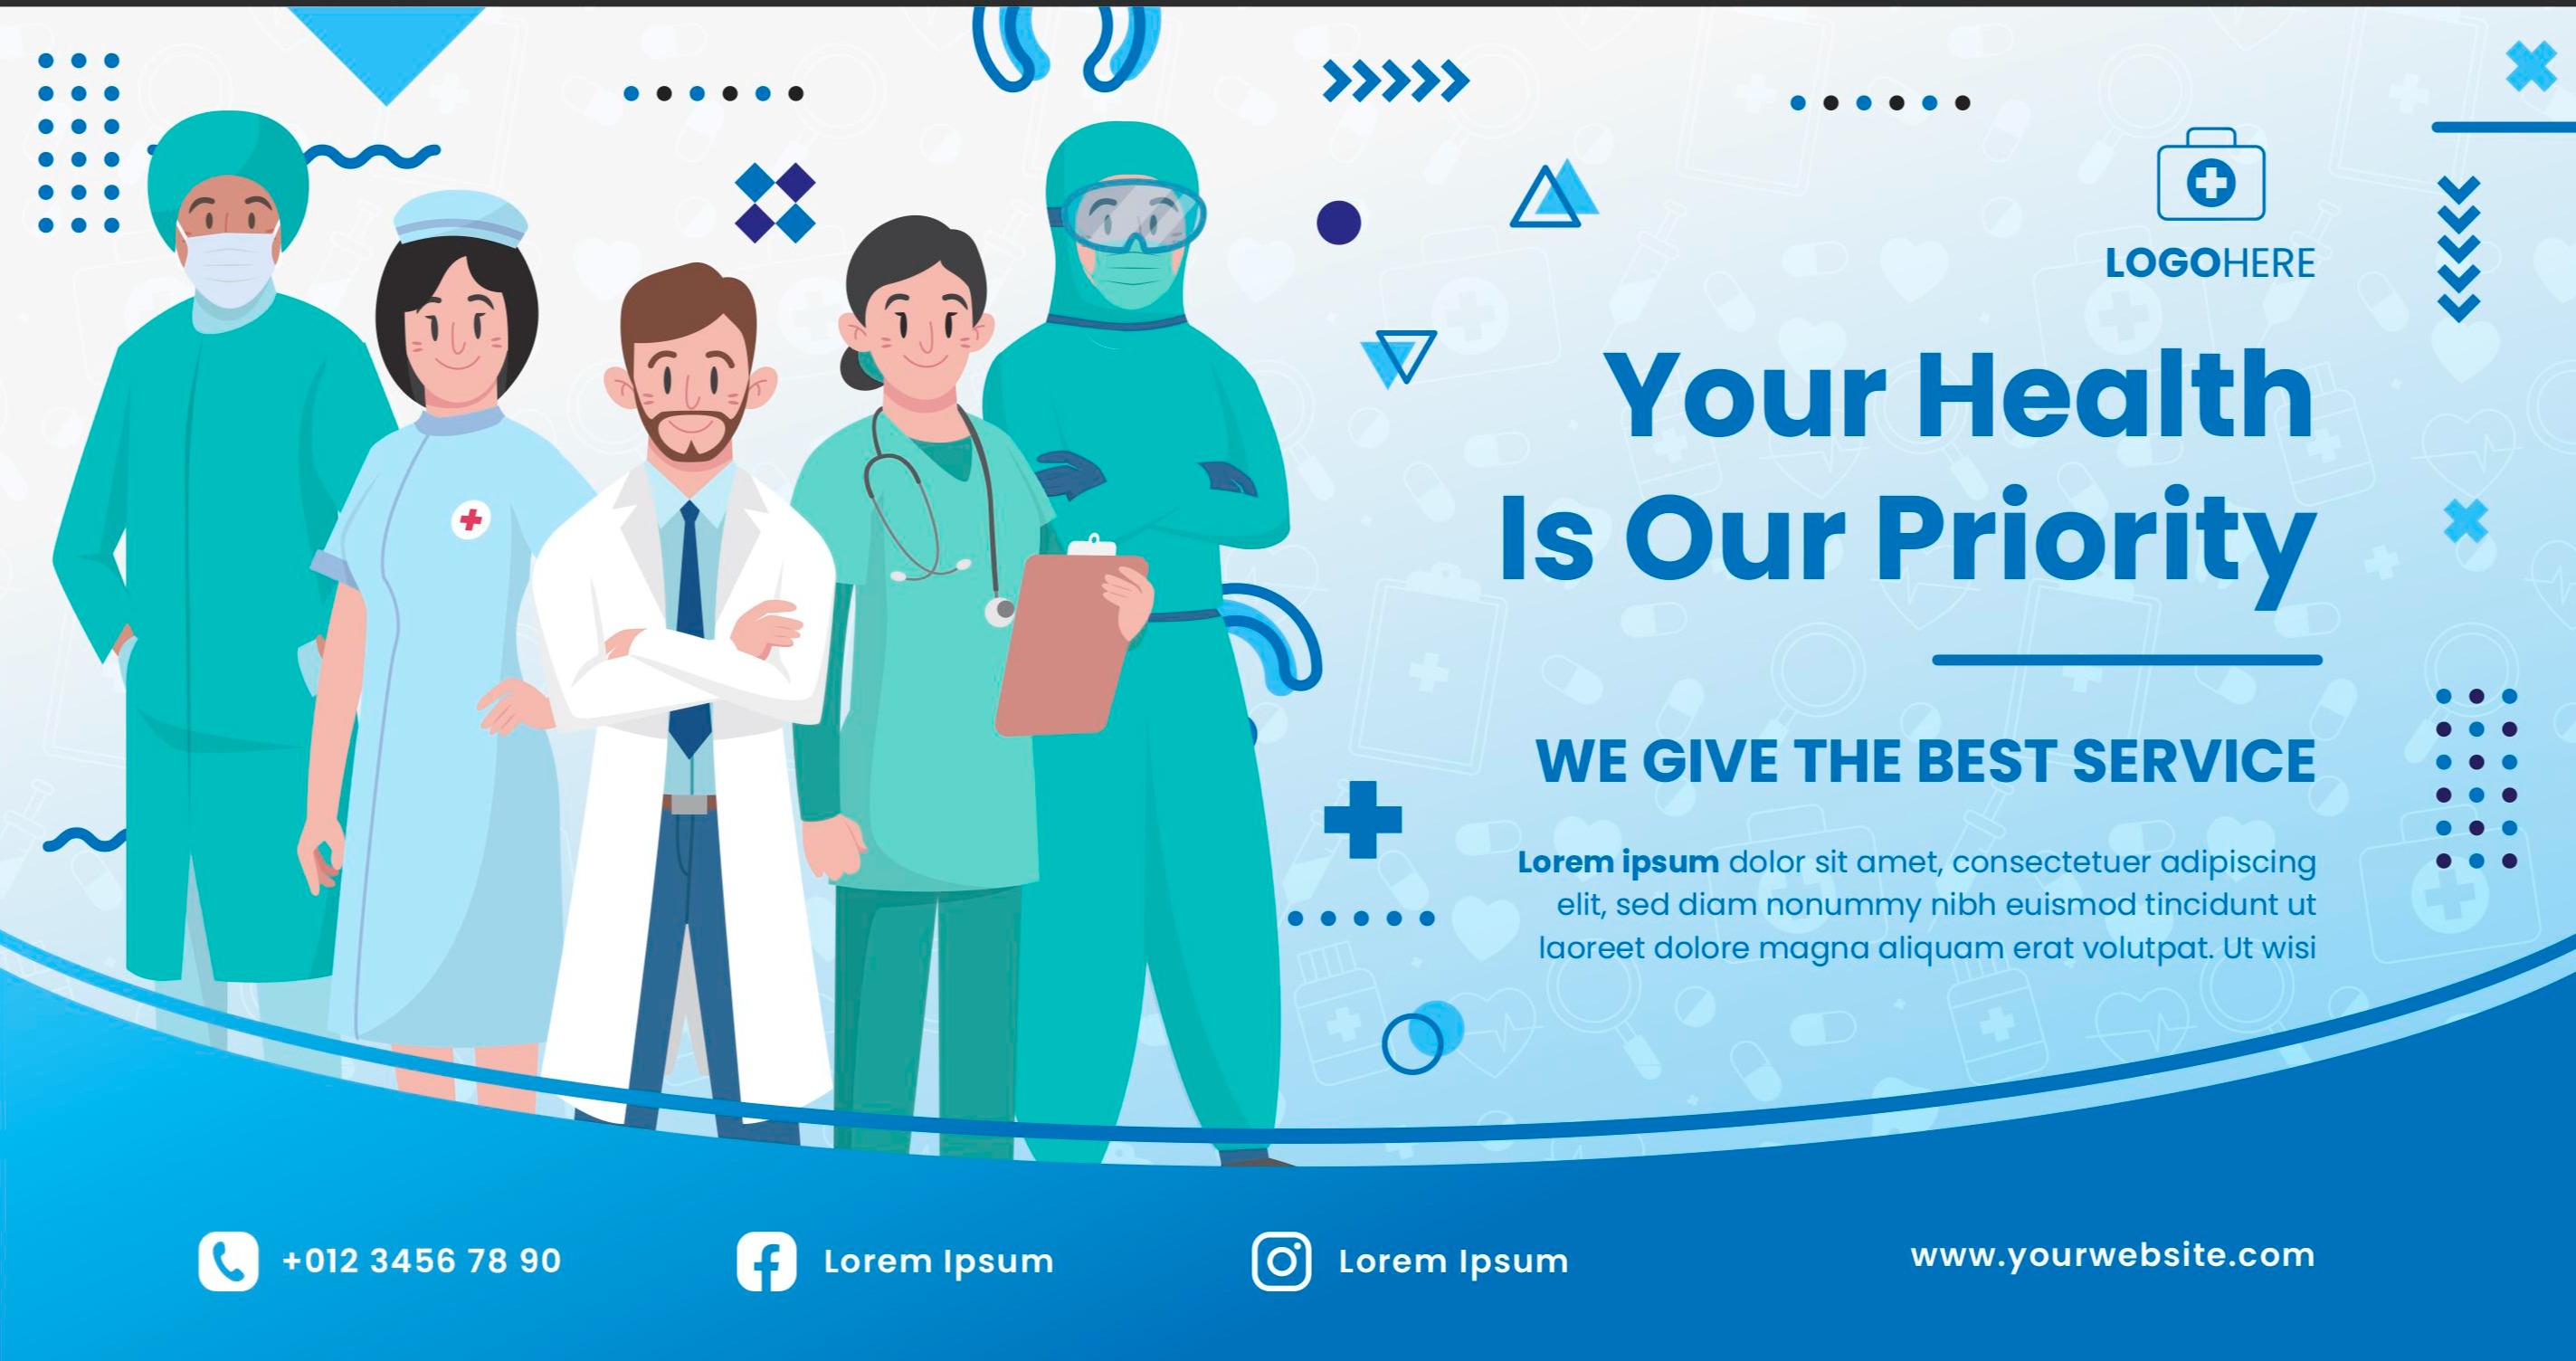 LOGOHERE
Your Health
Is Our Priority
WE GIVE THE BEST SERVICE
Lorem ipsum dolor sit amet, consectetuer adipiscing
elit, sed diam nonummy nibh euismod tincidunt ut
laoreet dolore magna aliquam erat volutpat. Ut wisi
+012 3456 78 90
Lorem Ipsum
Lorem Ipsum
www.yourwebsite.com